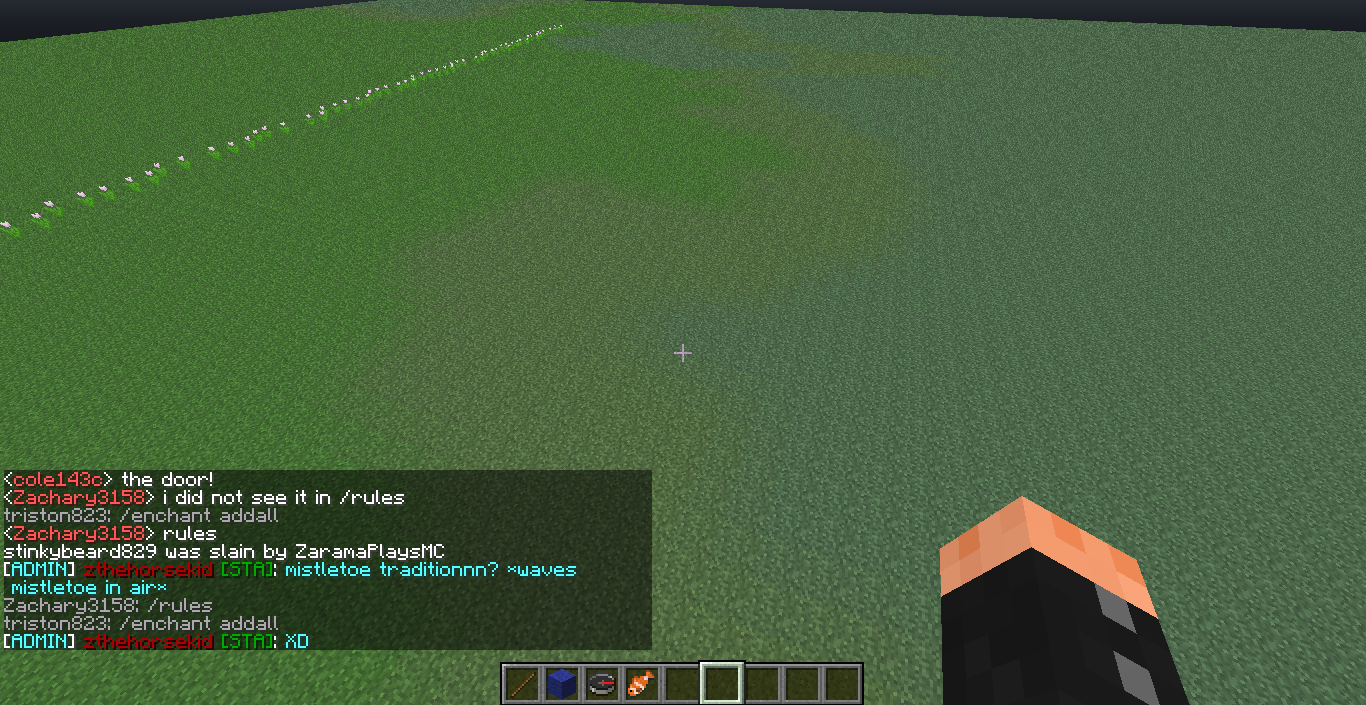 <cole143c> the door!
<Zachary3158> i did not see it in /rules
triston823: /enchant addall
<Zachary3158> rules
stinkybeard829 was slain by ZaramaPlaysMC
[ADMIN] zthehorsekid [STA]: mistletoe traditionnn? *waves
mistletoe in air*
Zachary3158: /rules
triston823: /enchant addall
[ADMIN] zthehorsekid [STA]: XD